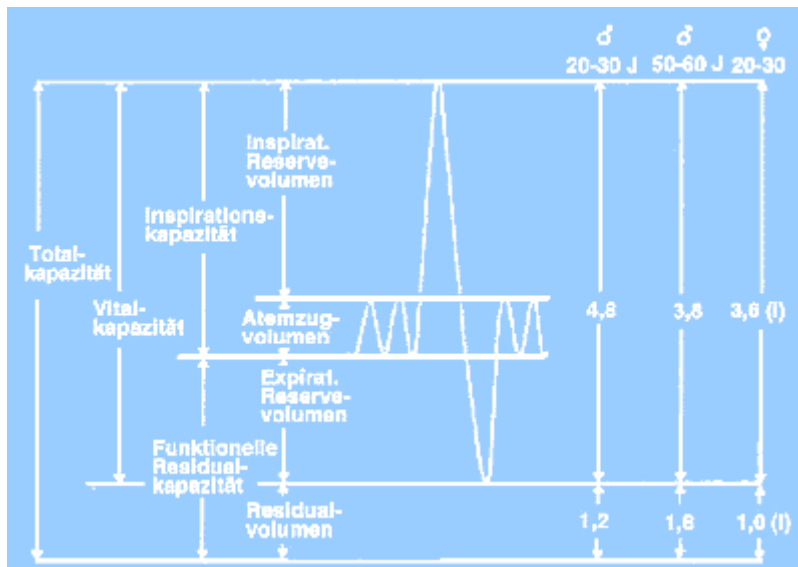 ♂ ♂ ♀
20-30 J 50-60 J 20-30
Inspirat.
Reserve-
volumen
Inspirations-
kapazität
Total-
kapazität
Vital-
kapazität
Atemzug-
volumen
4,8 3,8 3,6 (l)
Expirat.
Reserve-
volumen
Funktionelle
Residual-
kapazität
Residual-
volumen
1,2 1,8 1,0 (l)